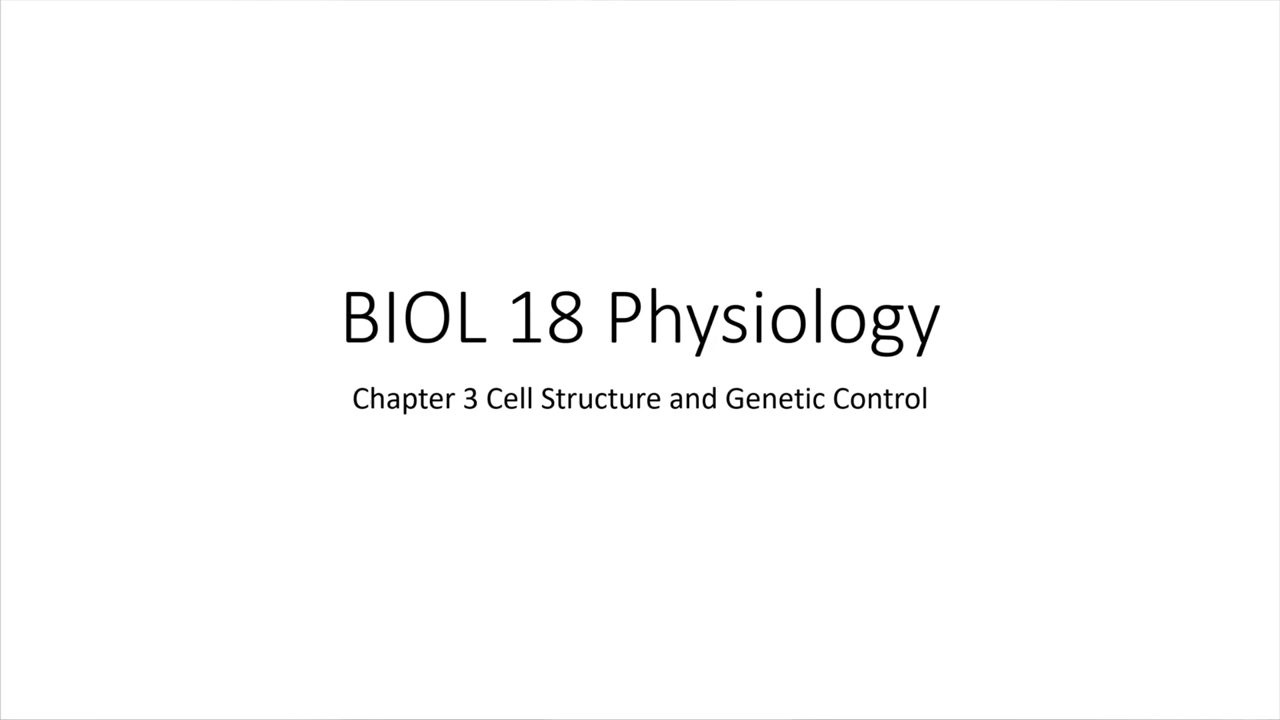 BIOL 18 Physiology
Chapter 3 Cell Structure and Genetic Control